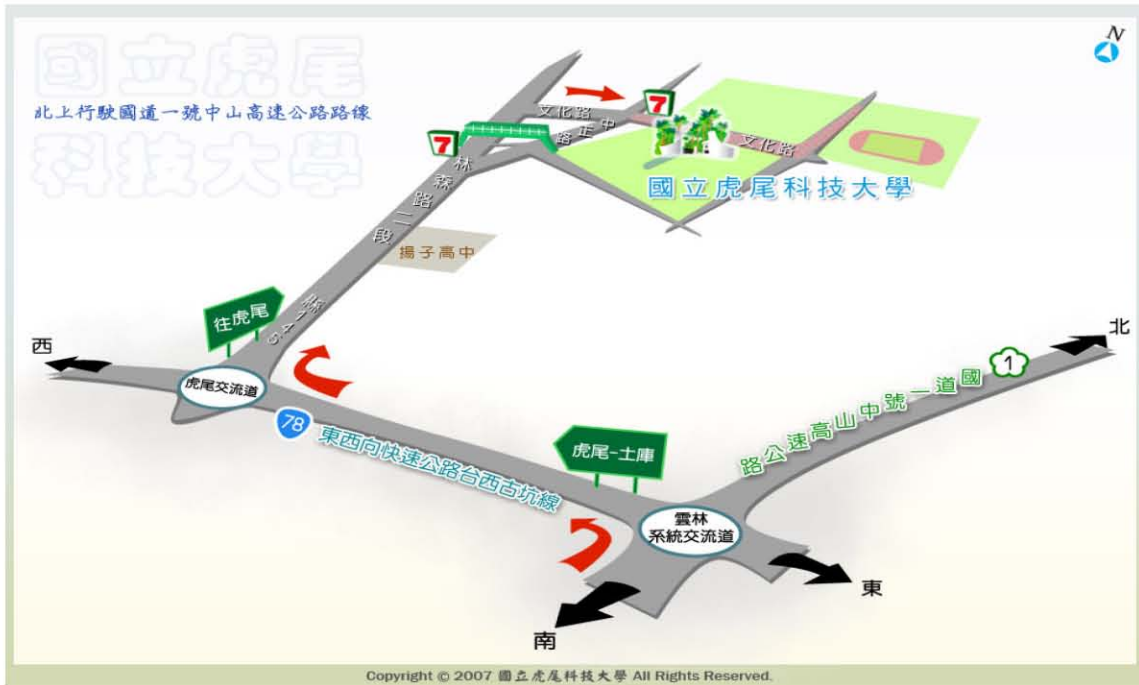 國立虎尾
科技大學
北上行駛國道一號中山高速公路路線
N
7
文化路
7
中正路
文化路
國立虎尾科技大學
林森路二段
揚子高中
縣145
往虎尾
西
虎尾交流道
78
東西向快速公路台西古坑線
虎尾-土庫
北
1
國道一號中山高速公路
雲林
系統交流道
東
南
Copyright © 2007 國立虎尾科技大學 All Rights Reserved.